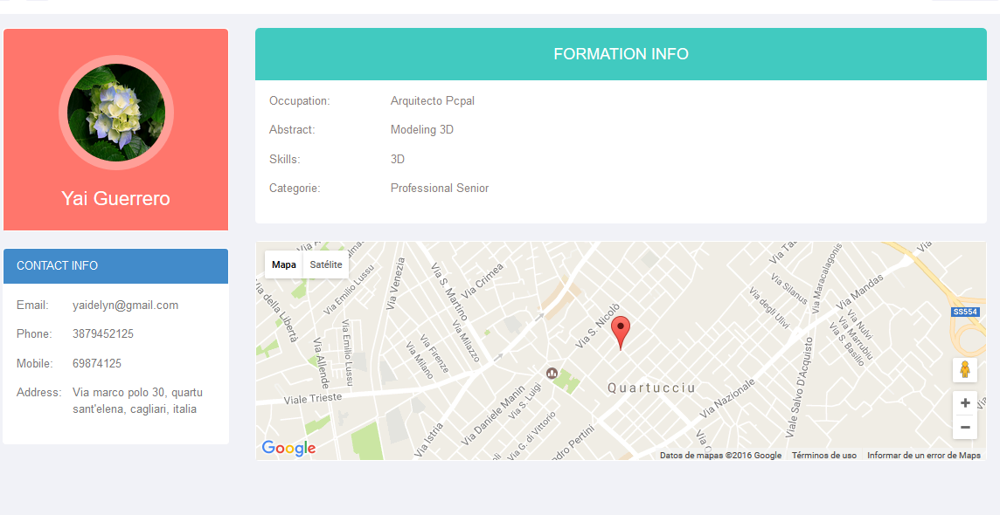 Yai Guerrero
CONTACT INFO
Email: yaidelyn@gmail.com
Phone: 3879452125
Mobile: 69874125
Address: Via marco polo 30, quartu
sant'elena, cagliari, italia
FORMATION INFO
Occupation: Arquitecto Pcpal
Abstract: Modeling 3D
Skills: 3D
Categorie: Professional Senior
Mapa Satélite
Via della Libertà
Via Emilio Lussu
Via Venezia
Via S. Martino
Via Crimea
Via Milazzo
Via Firenze
Via Milano
Via Allende
Via Emilio Lussu
Viale Trieste
Via S. Nicolò
Via Silanus
Via degli Ulivi
Via Maracalagonis
Via Mandas
Via Nulvi
Via Marrubiu
Via S. Basilio
SS554
Quartucciu
Via Nazionale
Viale Salvo D'Acquisto
Via Daniele Manin
Via S. Luigi
Via G. di Vittorio
Via Istria
dro Pertini
Google
Datos de mapas ©2016 Google Términos de uso Informar de un error de Maps